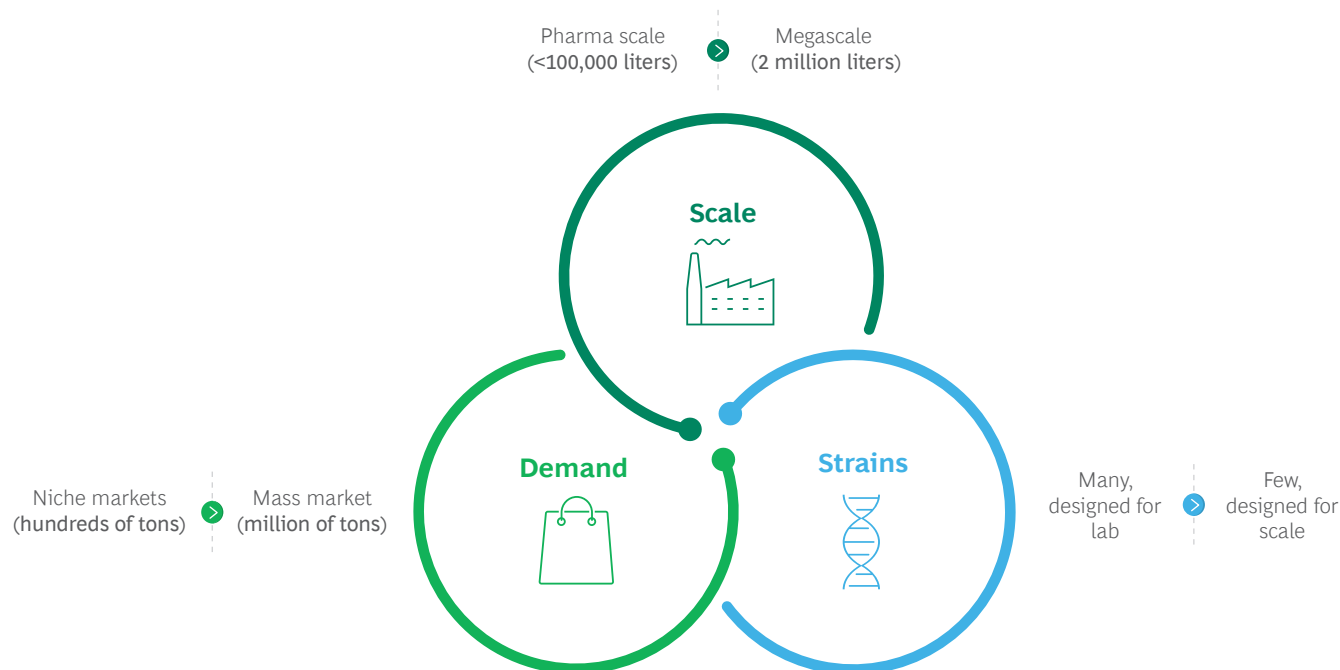 Pharma scale
(<100,000 liters)
Megascale
(2 million liters)
Scale
Demand
Strains
Niche markets
(hundreds of tons)
Mass market
(million of tons)
Many,
designed for
lab
Few,
designed for
scale